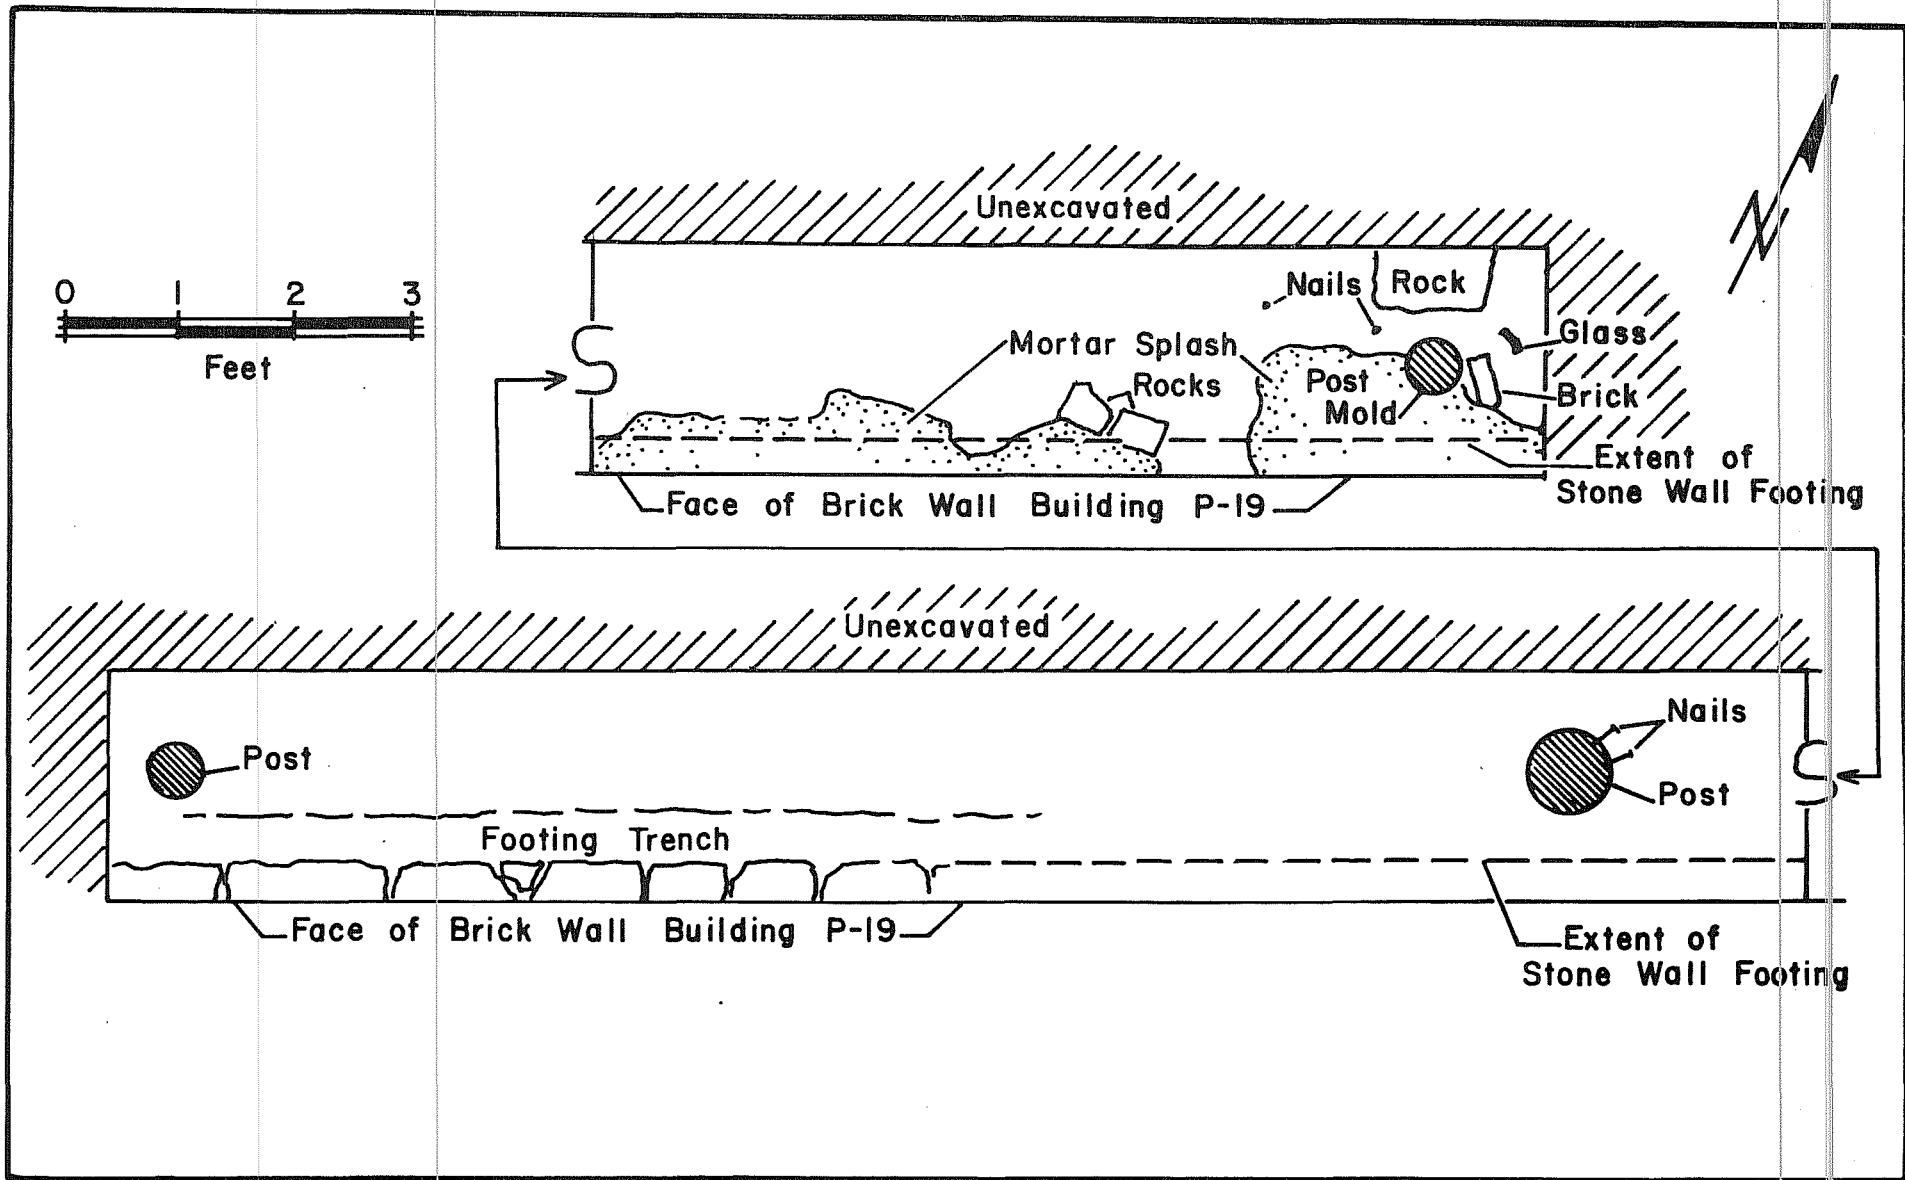 Unexcavated
0 1 2 3
Feet
Nails
Rock
Glass
Mortar Splash
Rocks
Post
Mold
Brick
Extent of
Stone Wall Footing
Face of Brick Wall Building P-19
Unexcavated
Nails
Post
Post
Footing Trench
Face of Brick Wall Building P-19
Extent of
Stone Wall Footing
N